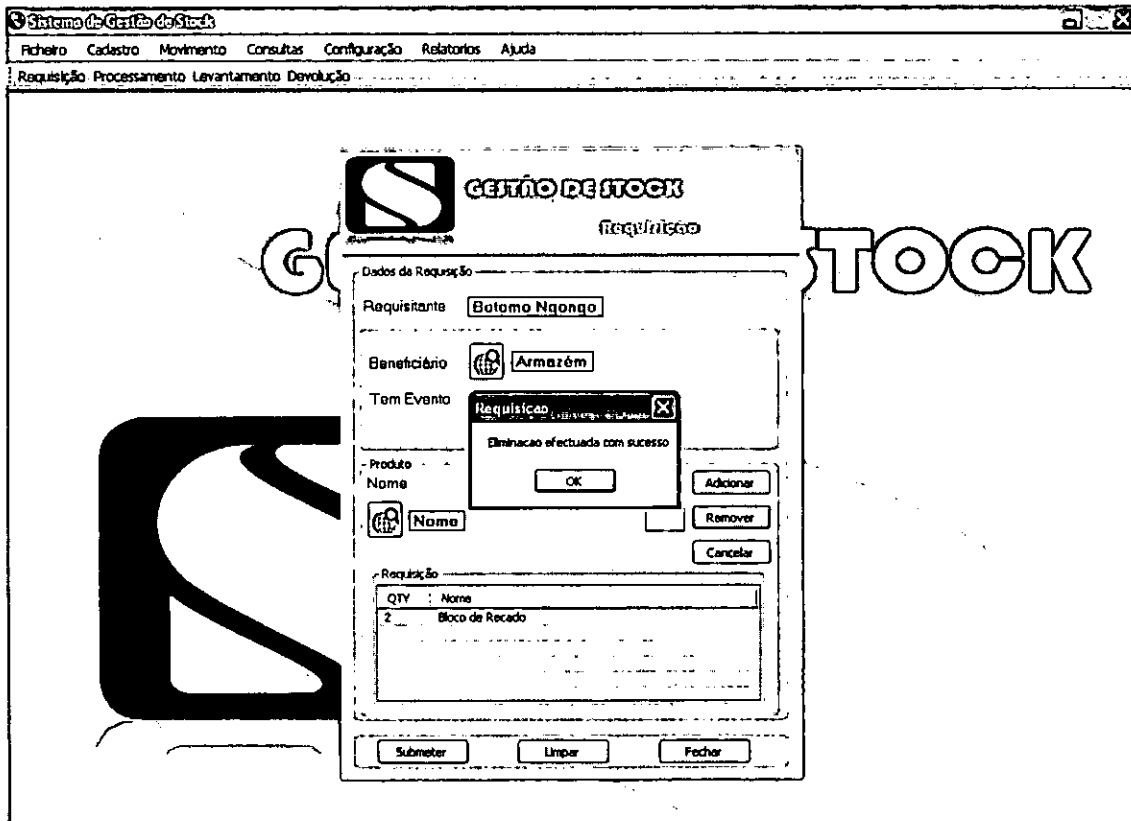 Sistema de Gestão de Stock
Ficheiro Cadastro Movimento Consultas Configuração Relatorios Ajuda
Requisição Processamento Levantamento Devolução
GESTÃO DE STOCK
Requisicao
G STOCK
Dados da Requisição
Requisitante Botomo Ngongo
Beneficiário Armazém
Tem Evento
Requisicao
Eliminacao efectuada com sucesso
OK
Produto
Nome
Adicionar
Nome
Remover
Cancelar
Requisição
QTY Nome
2 Bloco de Recado
Submeter Limpar Fechar